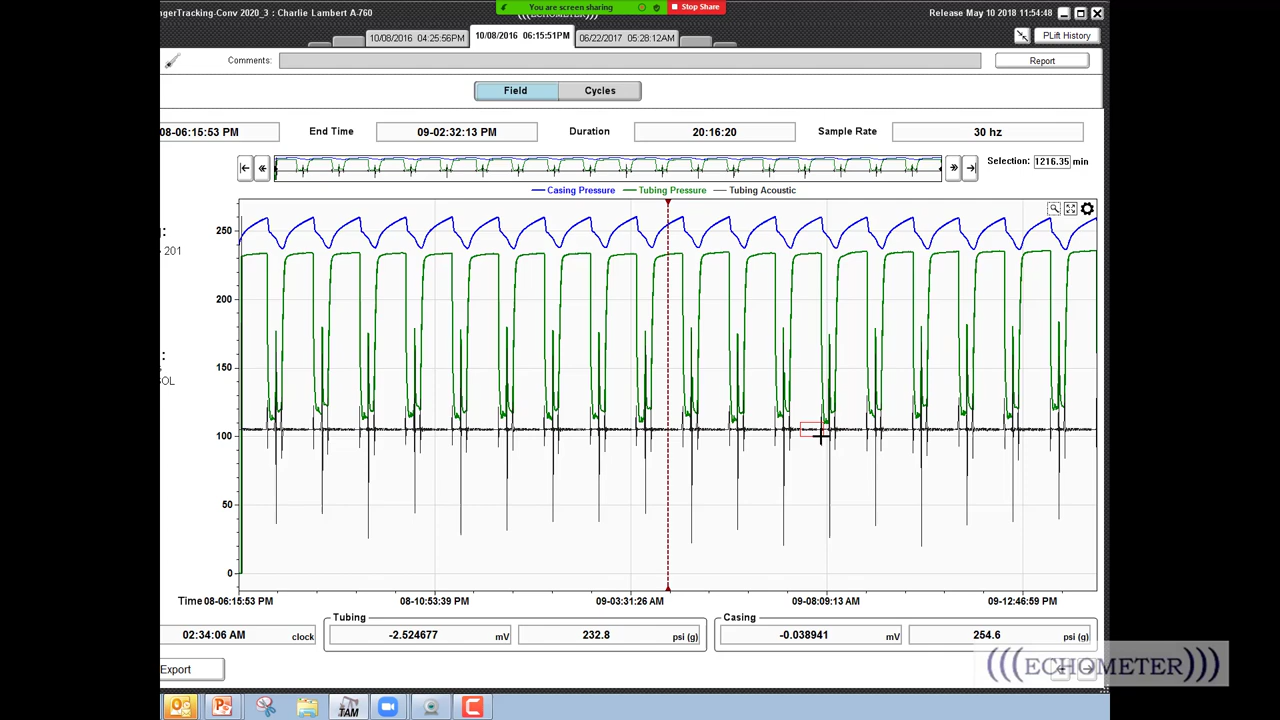 You are screen sharing
Stop Share
ngerTracking-Conv 2020_3 : Charlie Lambert A-760
Release May 10 2018 11:54:48
10/08/2016 04:25:56PM
10/08/2016 06:15:51PM
06/22/2017 05:28:12AM
PLift History
Comments:
Report
Field
Cycles
08-06:15:53 PM
End Time
09-02:32:13 PM
Duration
20:16:20
Sample Rate
30 hz
Selection: 1216.35 min
Casing Pressure
Tubing Pressure
Tubing Acoustic
250
201
200
150
SOL
100
50
0
Time 08-06:15:53 PM
08-10:53:39 PM
09-03:31:26 AM
09-08:09:13 AM
09-12:46:59 PM
Tubing
Casing
02:34:06 AM
clock
-2.524677
mV
232.8
psi (g)
-0.038941
mV
254.6
psi (g)
Export
(((ECHOMETER)))
TAM